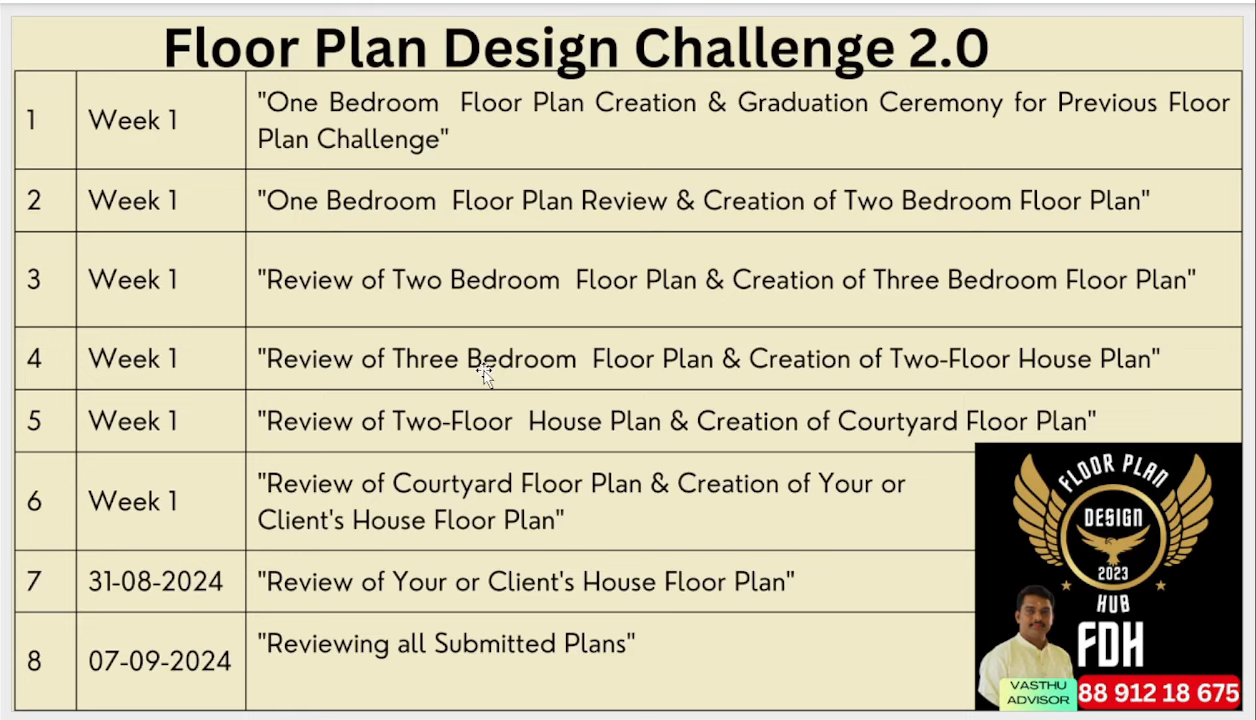 Floor Plan Design Challenge 2.0
1 Week 1 "One Bedroom Floor Plan Creation & Graduation Ceremony for Previous Floor
Plan Challenge"
2 Week 1 "One Bedroom Floor Plan Review & Creation of Two Bedroom Floor Plan"
3 Week 1 "Review of Two Bedroom Floor Plan & Creation of Three Bedroom Floor Plan"
4 Week 1 "Review of Three Bedroom Floor Plan & Creation of Two-Floor House Plan"
5 Week 1 "Review of Two-Floor House Plan & Creation of Courtyard Floor Plan"
6 Week 1 "Review of Courtyard Floor Plan & Creation of Your or
Client's House Floor Plan"
7 31-08-2024 "Review of Your or Client's House Floor Plan"
8 07-09-2024 "Reviewing all Submitted Plans"
FLOOR PLAN
DESIGN
2023
HUB
FDH
VASTHU
ADVISOR
88 912 18 675